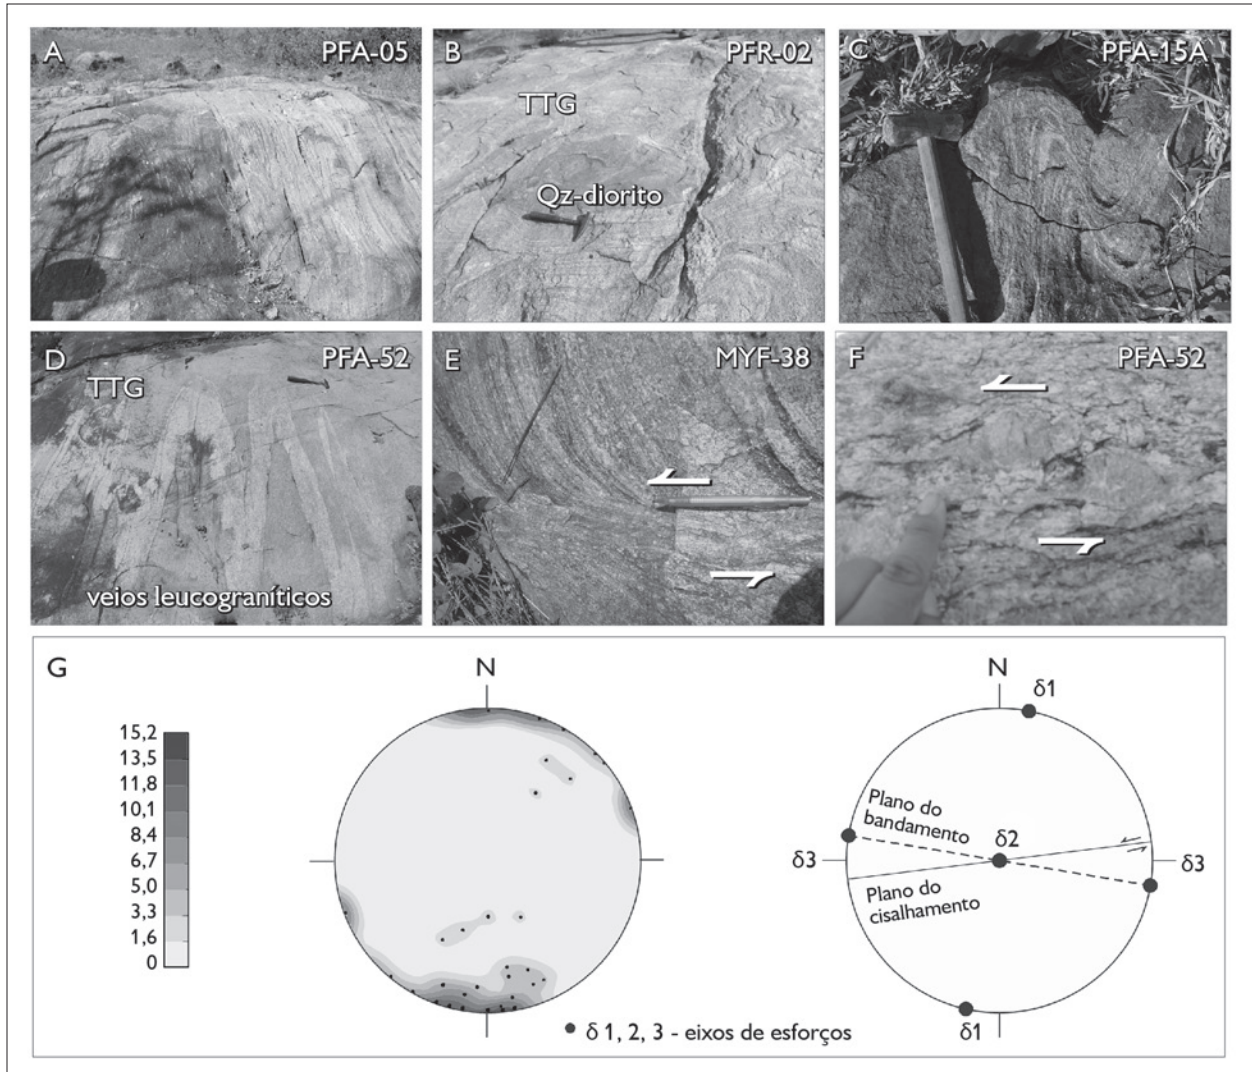 A
PFA-05
B
PFR-02
TTG
Qz-diorito
C
PFA-15A
D
PFA-52
TTG
veios leucograníticos
E
MYF-38
F
PFA-52
G
15,2
13,5
11,8
10,1
8,4
6,7
5,0
3,3
1,6
0
N
N
δ1
Plano do
bandamento
δ2
δ3
δ3
Plano do
cisalhamento
δ1
δ 1, 2, 3 - eixos de esforços